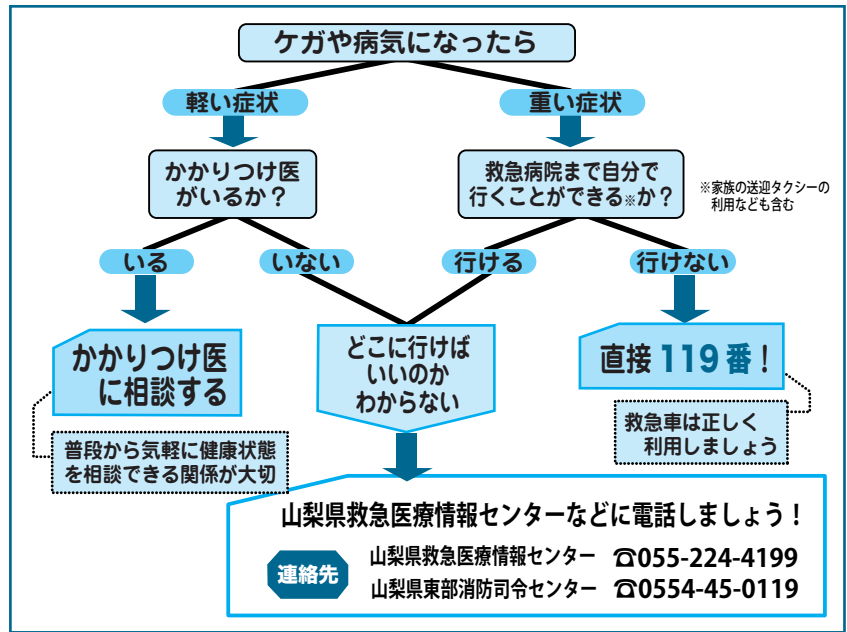 ケガや病気になったら
軽い症状
重い症状
かかりつけ医
がいるか？
救急病院まで自分で
行くことができる※か？
※家族の送迎タクシーの
利用なども含む
いる
いない
行ける
行けない
かかりつけ医
に相談する
どこに行けば
いいのか
わからない
直接 119 番！
普段から気軽に健康状態
を相談できる関係が大切
救急車は正しく
利用しましょう
山梨県救急医療情報センターなどに電話しましょう！
連絡先
山梨県救急医療情報センター ☎055-224-4199
山梨県東部消防司令センター ☎0554-45-0119